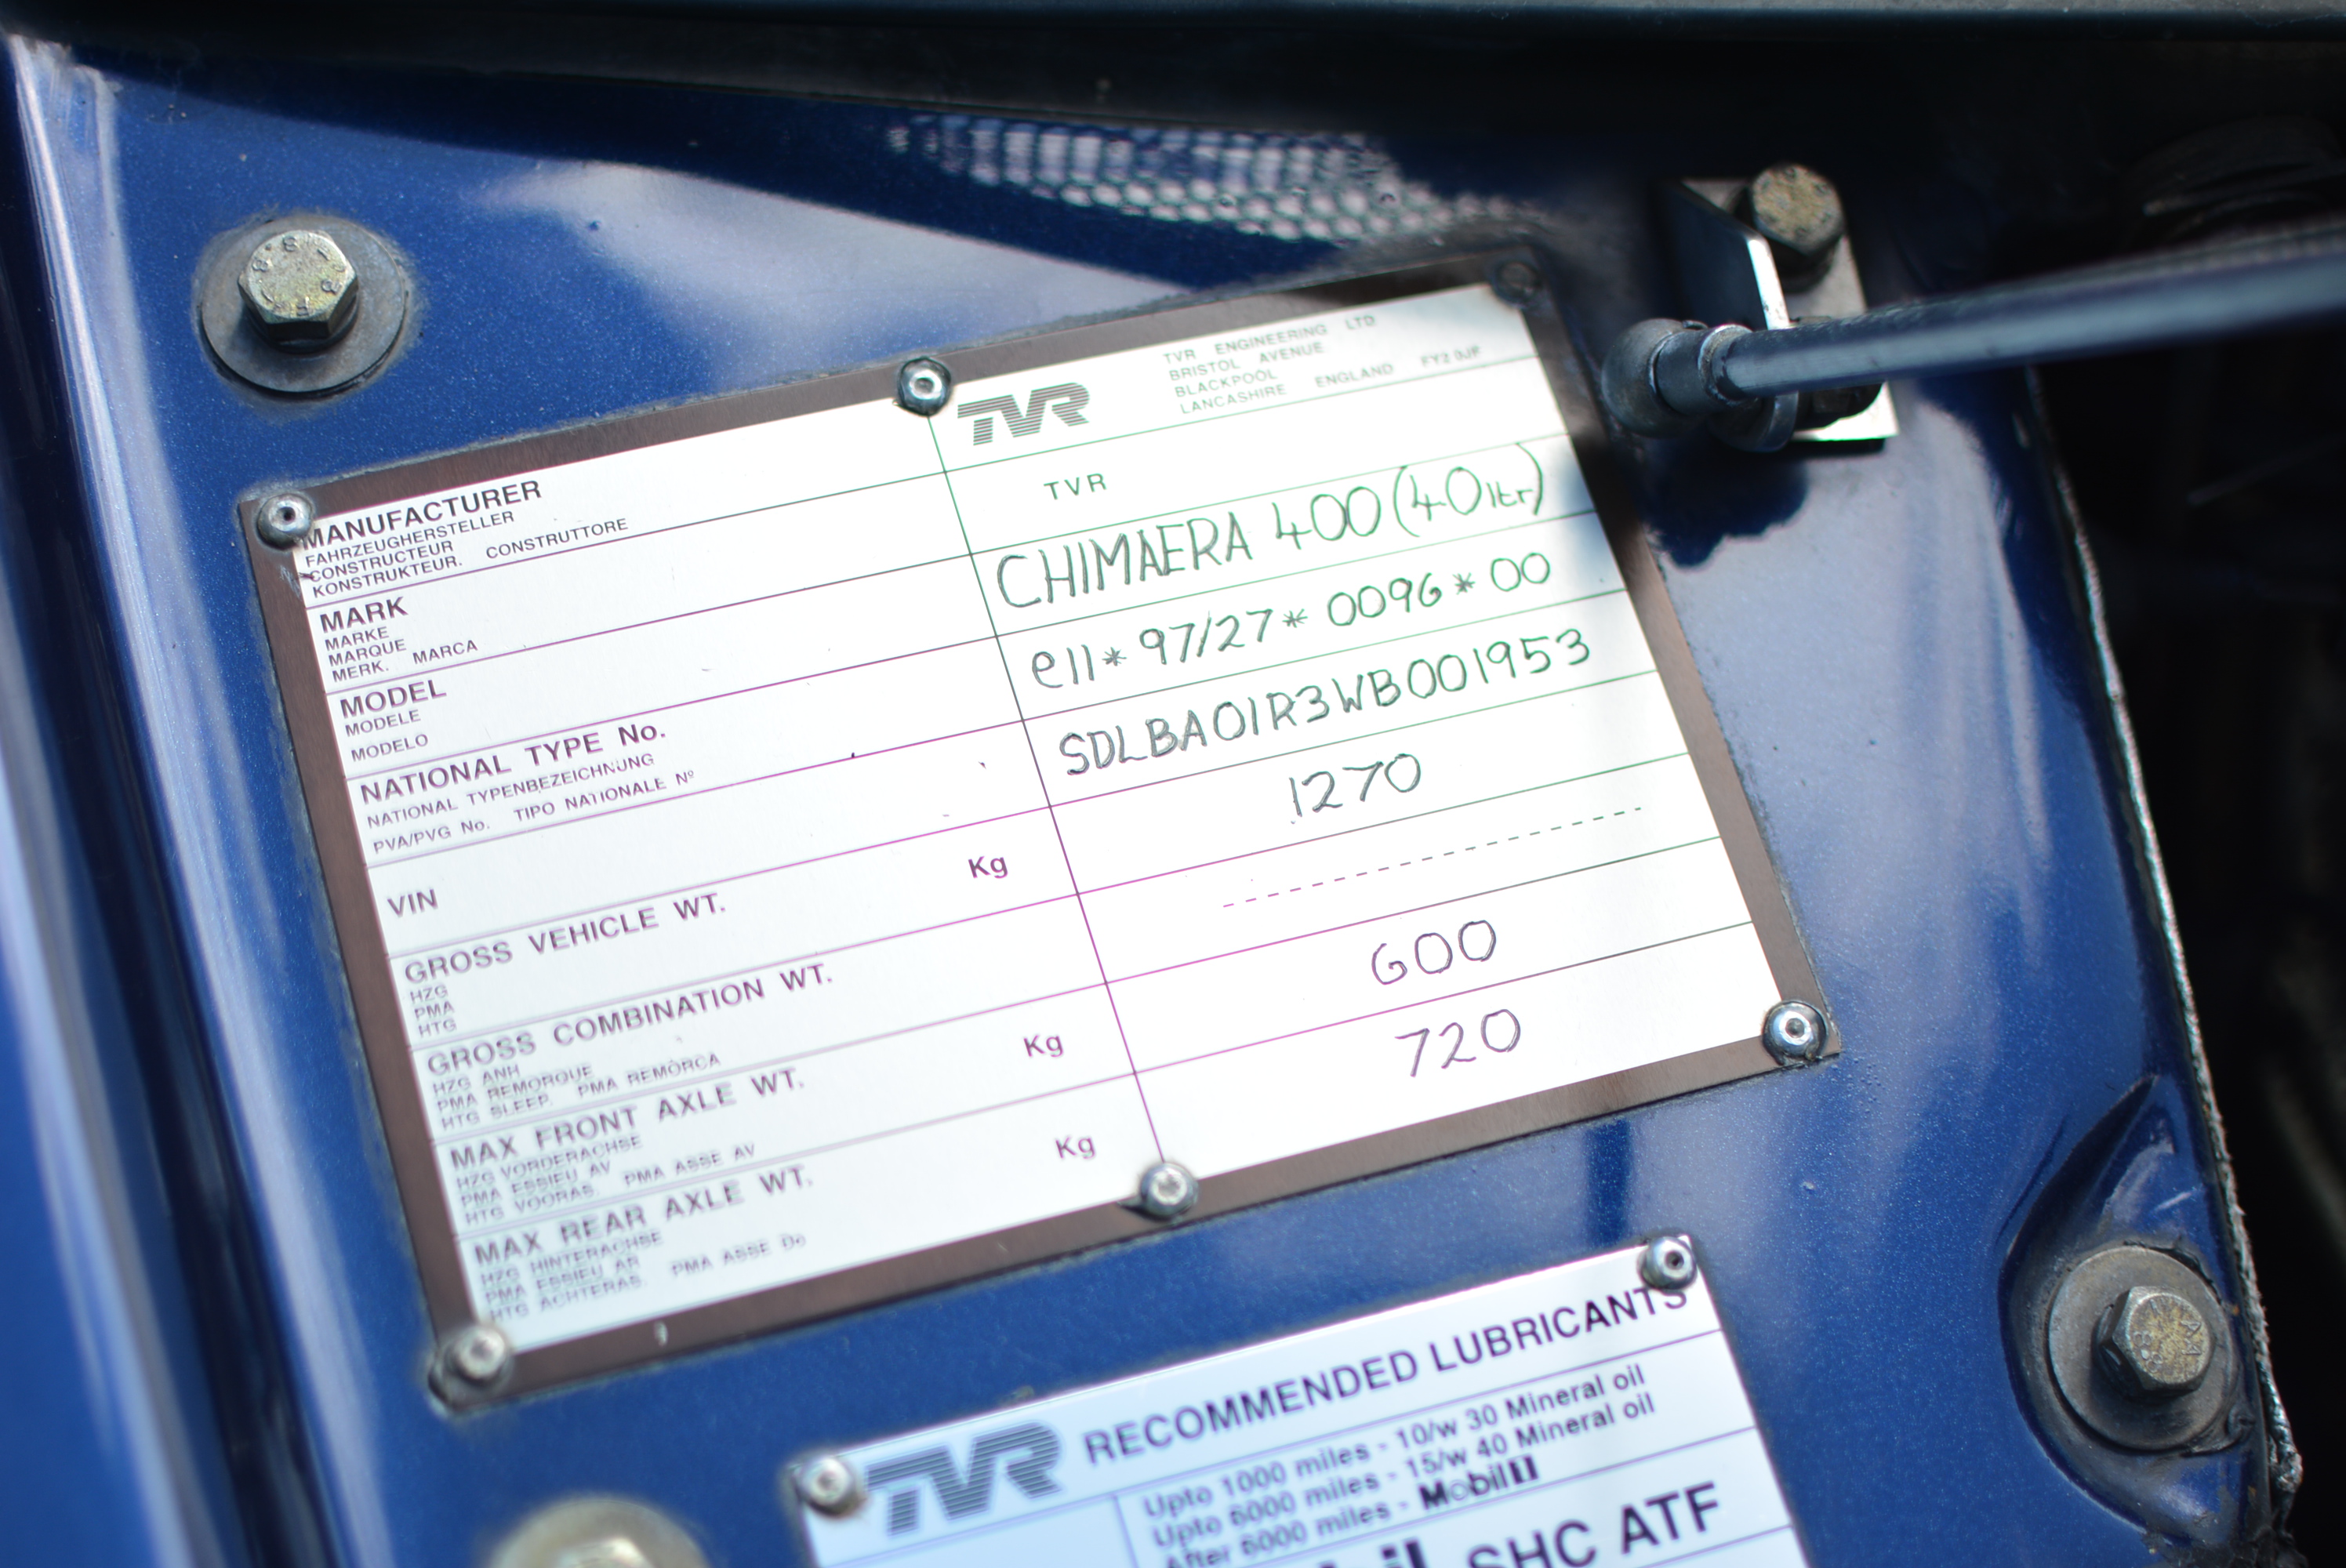 TVR
TVR ENGINEERING LTD
BRISTOL AVENUE
BLACKPOOL
LANCASHIRE ENGLAND FY2 0JP
MANUFACTURER
FAHRZEUGHERSTELLER
CONSTRUCTEUR
KONSTRUKTEUR. CONSTRUTTORE
TVR
MARK
MARKE
MARQUE
MERK. MARCA
CHIMAERA 400 (40ltr)
MODEL
MODELE
MODELO
e11* 97/27* 0096 * 00
NATIONAL TYPE No.
NATIONAL TYPENBEZEICHNUNG
PVA/PVG No. TIPO NATIONALE Nº
SDLBA01R3WB001953
VIN
1270
GROSS VEHICLE WT. Kg
HZG
PMA
HTG
GROSS COMBINATION WT.
HZG ANH
PMA REMORQUE
HTG SLEEP. PMA REMORCA
600
MAX FRONT AXLE WT. Kg
HZG VORDERACHSE
PMA ESSIEU AV
HTG VOORAS. PMA ASSE AV
720
MAX REAR AXLE WT. Kg
HZG HINTERACHSE
PMA ESSIEU AR
HTG ACHTERAS. PMA ASSE Do
TVR RECOMMENDED LUBRICANTS
Upto 1000 miles - 10/w 30 Mineral oil
Upto 6000 miles - 15/w 40 Mineral oil
After 6000 miles - Mobil 1
SHC ATF